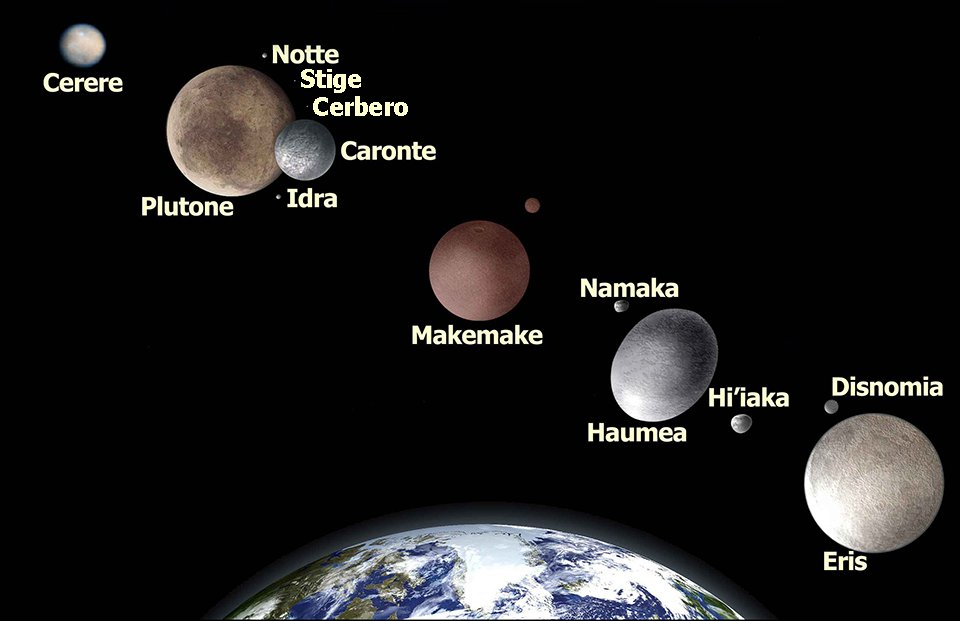 Cerere
Notte
Stige
Cerbero
Caronte
Plutone
Idra
Makemake
Namaka
Haumea
Hi’iaka
Disnomia
Eris